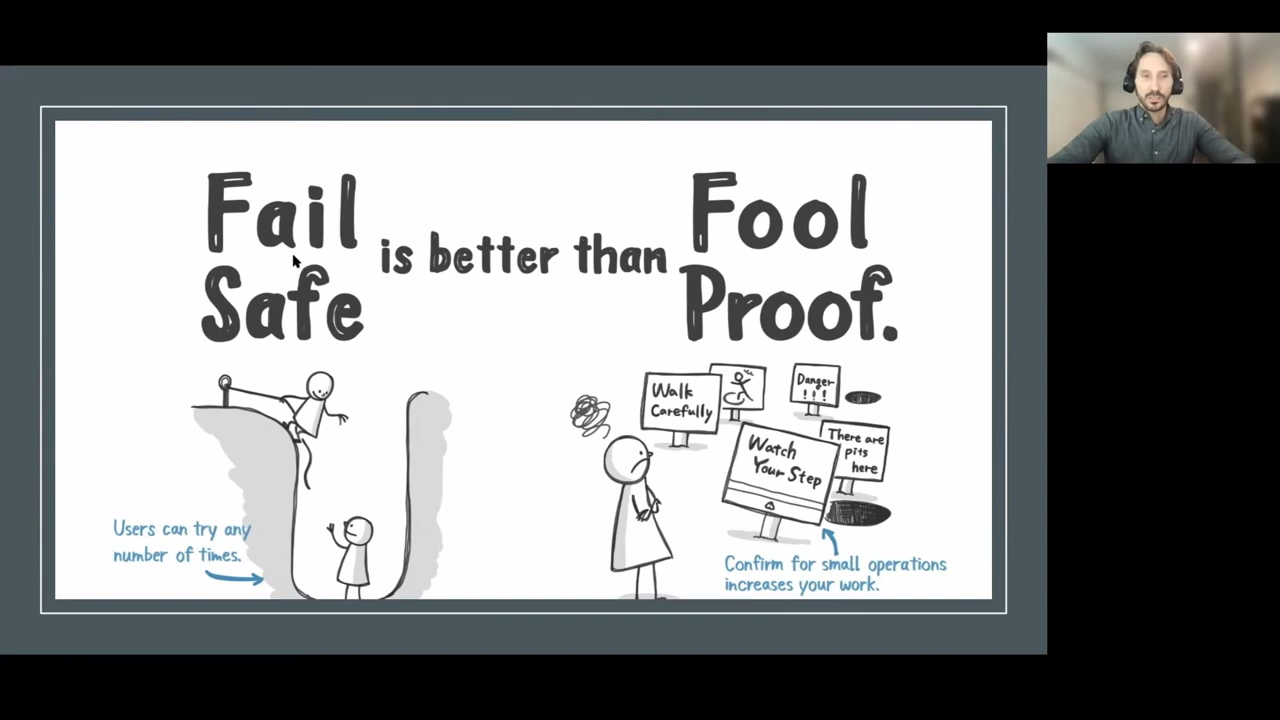 Fail
Safe
is better than
Fool
Proof.
Walk
Carefully
Danger
!!!
Watch
Your Step
There are
pits
here
Users can try any
number of times.
Confirm for small operations
increases your work.